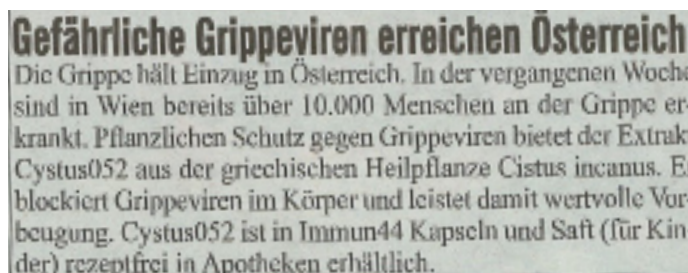 Gefährliche Grippeviren erreichen Österreich
Die Grippe hält Einzug in Österreich. In der vergangenen Woche
sind in Wien bereits über 10.000 Menschen an der Grippe er-
krankt. Pflanzlichen Schutz gegen Grippeviren bietet der Extrak
Cystus052 aus der griechischen Heilpflanze Cistus incanus. E
blockiert Grippeviren im Körper und leistet damit wertvolle Vor-
beugung. Cystus052 ist in Immun44 Kapseln und Saft (für Kin-
der) rezeptfrei in Apotheken erhältlich.